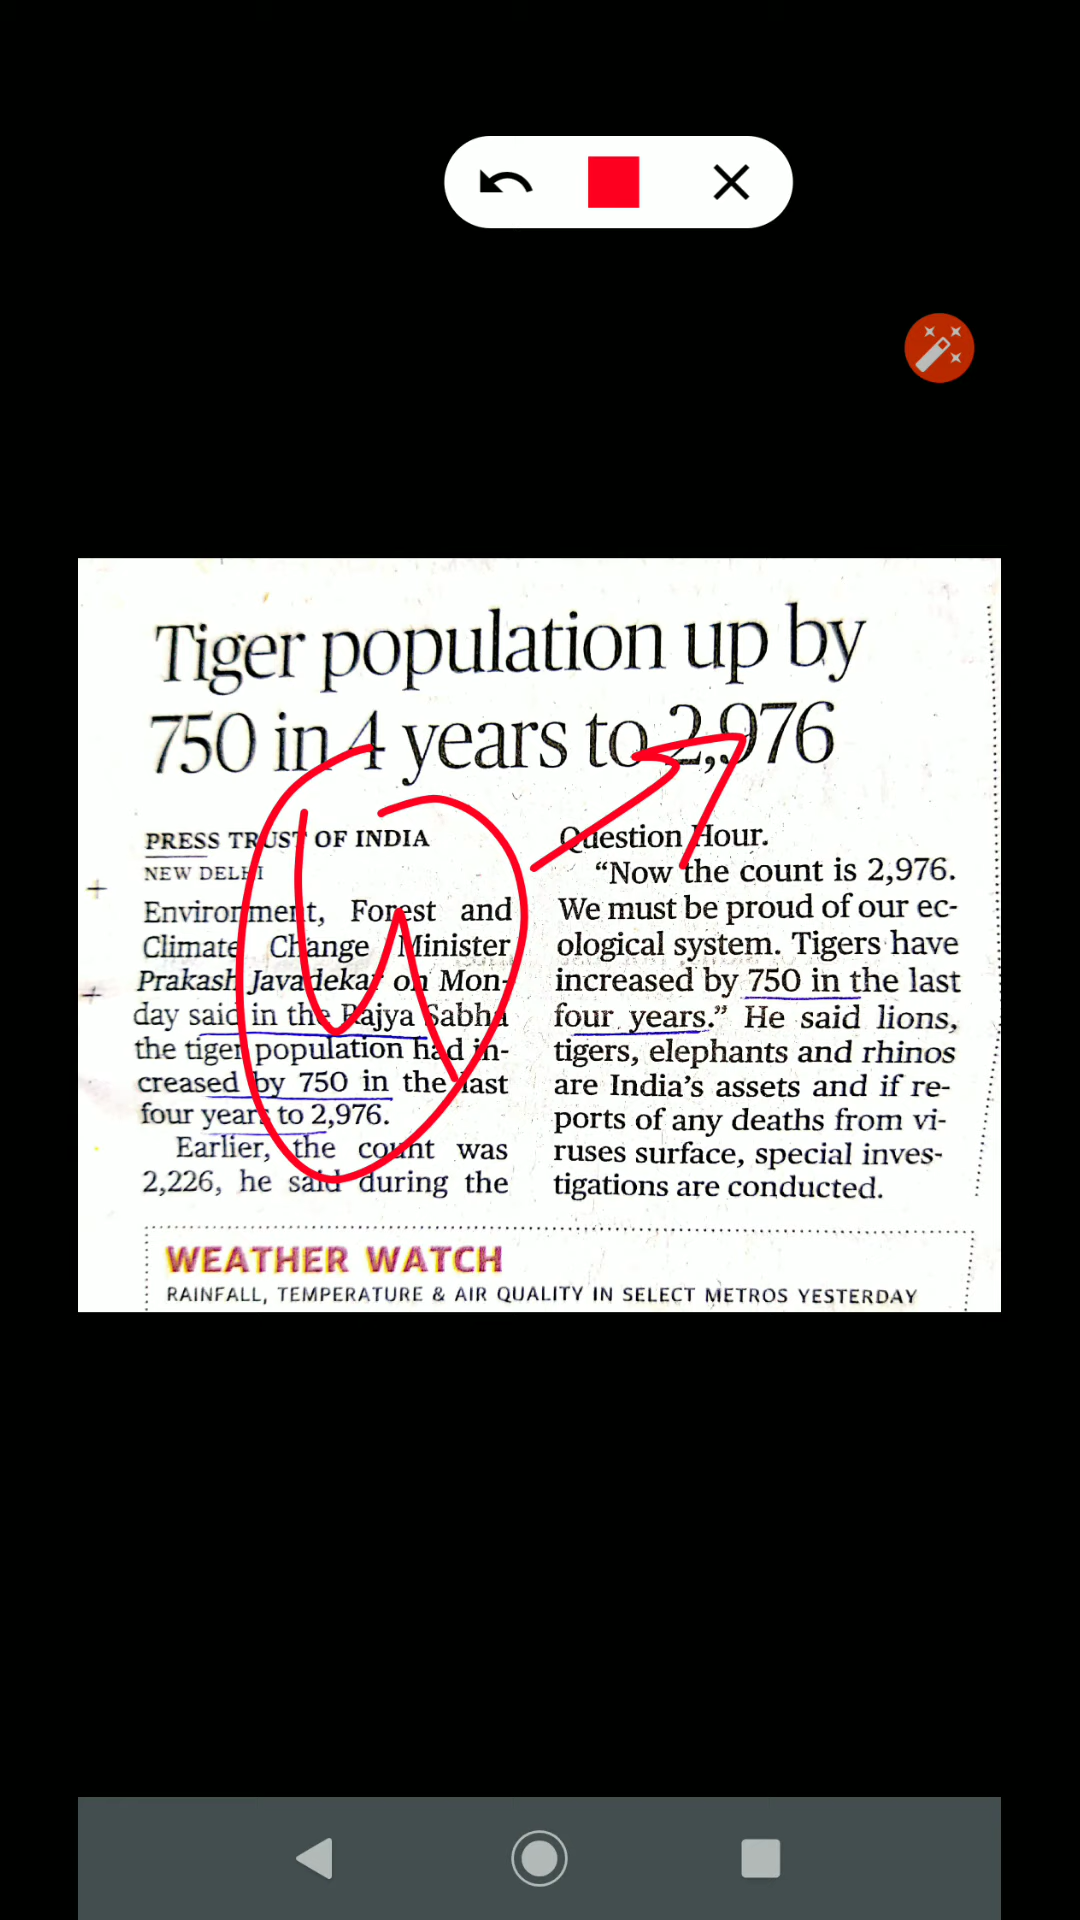 Tiger population up by
750 in 4 years to 2,976
PRESS TRUST OF INDIA
NEW DELHI
Environment, Forest and
Climate Change Minister
Prakash Javadekar on Mon-
day said in the Rajya Sabha
the tiger population had in-
creased by 750 in the last
four years to 2,976.
Earlier, the count was
2,226, he said during the
Question Hour.
“Now the count is 2,976.
We must be proud of our ec-
ological system. Tigers have
increased by 750 in the last
four years.” He said lions,
tigers, elephants and rhinos
are India’s assets and if re-
ports of any deaths from vi-
ruses surface, special inves-
tigations are conducted.
WEATHER WATCH
RAINFALL, TEMPERATURE & AIR QUALITY IN SELECT METROS YESTERDAY